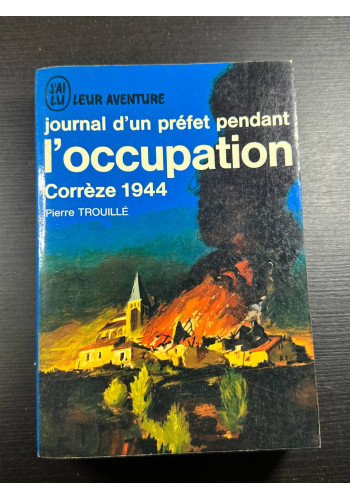 J'AI
LU
LEUR AVENTURE
journal d'un préfet pendant
l'occupation
Corrèze 1944
Pierre TROUILLÉ